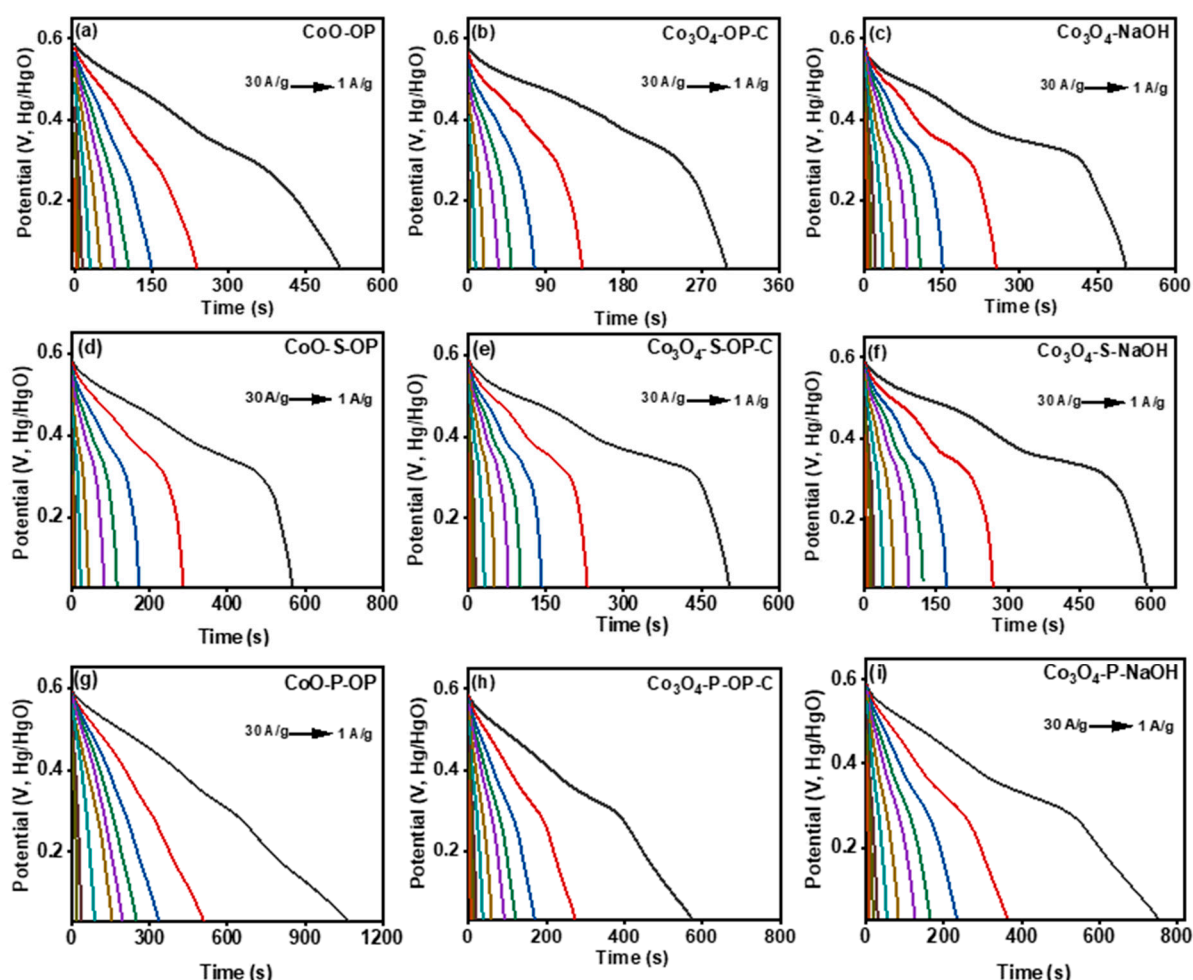 (a) CoO-OP
30 A/g 1 A/g
0.6
0.4
0.2
Potential (V, Hg/HgO)
0 150 300 450 600
Time (s)
(b) Co₃O₄-OP-C
30 A/g 1 A/g
0.6
0.4
0.2
Potential (V, Hg/HgO)
0 90 180 270 360
Time (s)
(c) Co₃O₄-NaOH
30 A/g 1 A/g
0.6
0.4
0.2
Potential (V, Hg/HgO)
0 150 300 450 600
Time (s)
(d) CoO-S-OP
30 A/g 1 A/g
0.6
0.4
0.2
Potential (V, Hg/HgO)
0 200 400 600 800
Time (s)
(e) Co₃O₄-S-OP-C
30 A/g 1 A/g
0.6
0.4
0.2
Potential (V, Hg/HgO)
0 150 300 450 600
Time (s)
(f) Co₃O₄-S-NaOH
30 A/g 1 A/g
0.6
0.4
0.2
Potential (V, Hg/HgO)
0 150 300 450 600
Time (s)
(g) CoO-P-OP
30 A/g 1 A/g
0.6
0.4
0.2
Potential (V, Hg/HgO)
0 300 600 900 1200
Time (s)
(h) Co₃O₄-P-OP-C
0.6
0.4
0.2
Potential (V, Hg/HgO)
0 200 400 600 800
Time (s)
(i) Co₃O₄-P-NaOH
30 A/g 1 A/g
0.6
0.4
0.2
Potential (V, Hg/HgO)
0 200 400 600 800
Time (s)